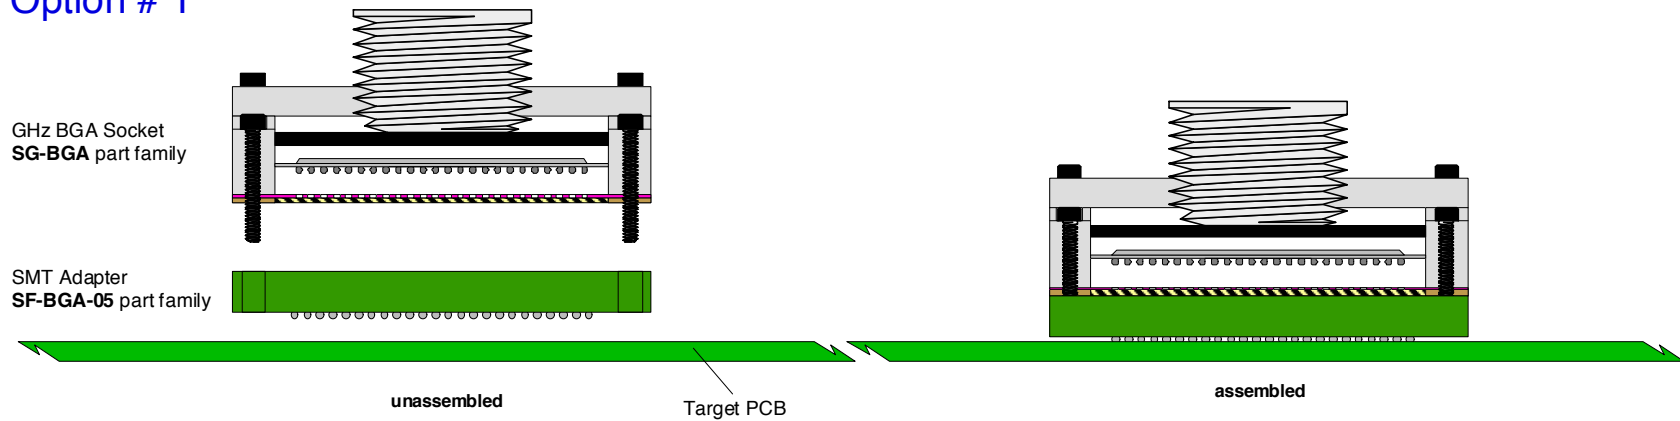 Option # 1
GHz BGA Socket
SG-BGA part family
SMT Adapter
SF-BGA-05 part family
unassembled
Target PCB
assembled